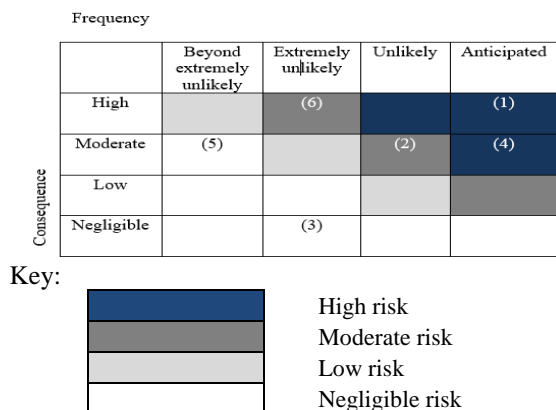 Frequency
Beyond extremely unlikely
Extremely unlikely
Unlikely
Anticipated
High
(6)
(1)
Moderate
(5)
(2)
(4)
Low
Negligible
(3)
Consequence
Key:
High risk
Moderate risk
Low risk
Negligible risk